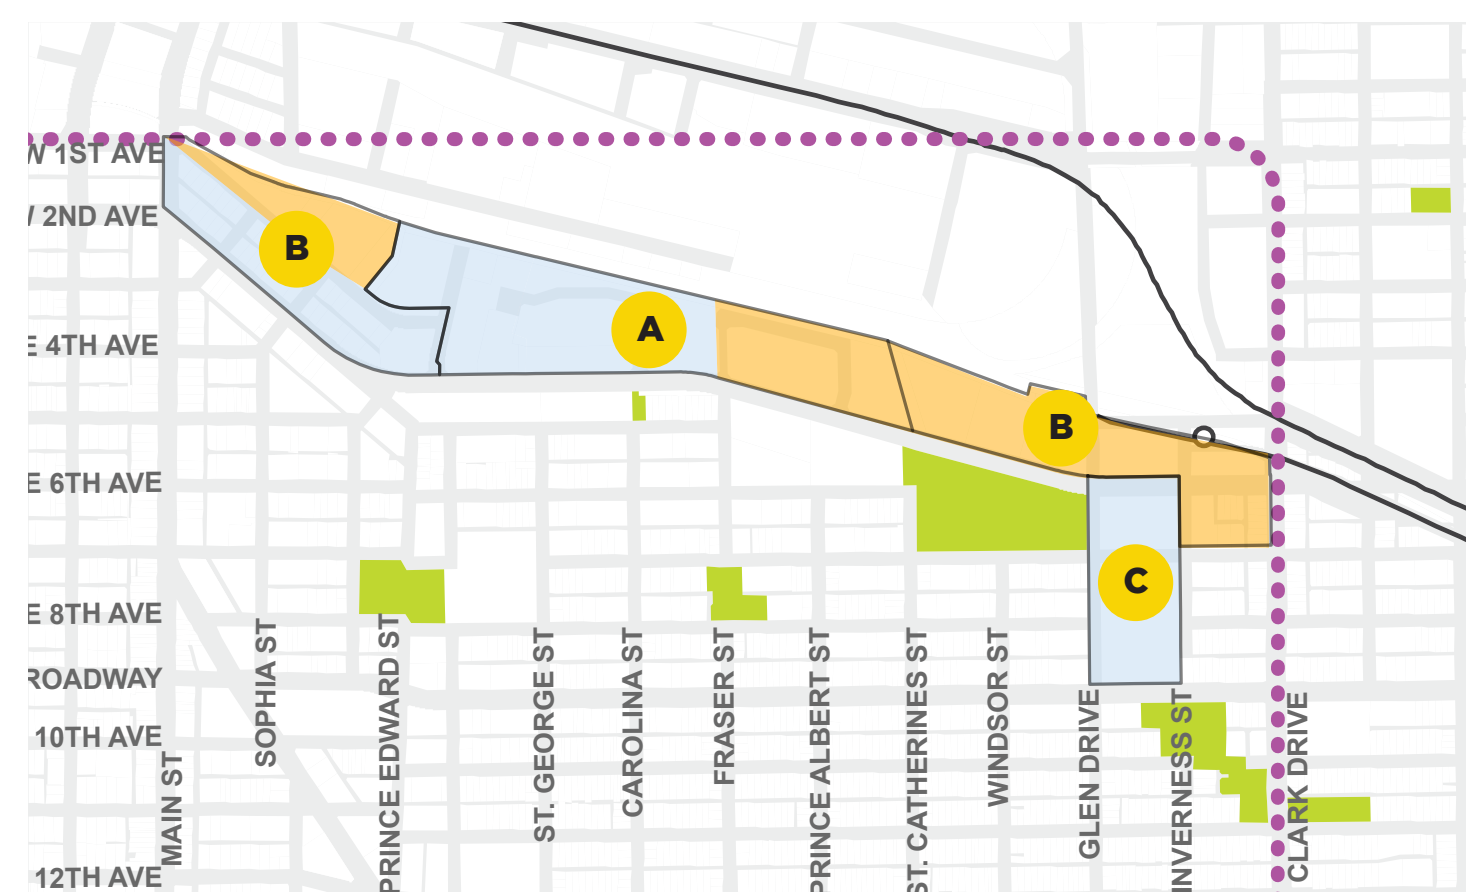 W 1ST AVE
2ND AVE
B
E 4TH AVE
A
B
E 6TH AVE
C
E 8TH AVE
ROADWAY
10TH AVE
12TH AVE
MAIN ST
SOPHIA ST
PRINCE EDWARD ST
ST. GEORGE ST
CAROLINA ST
FRASER ST
PRINCE ALBERT ST
ST. CATHERINES ST
WINDSOR ST
GLEN DRIVE
INVERNESS ST
CLARK DRIVE